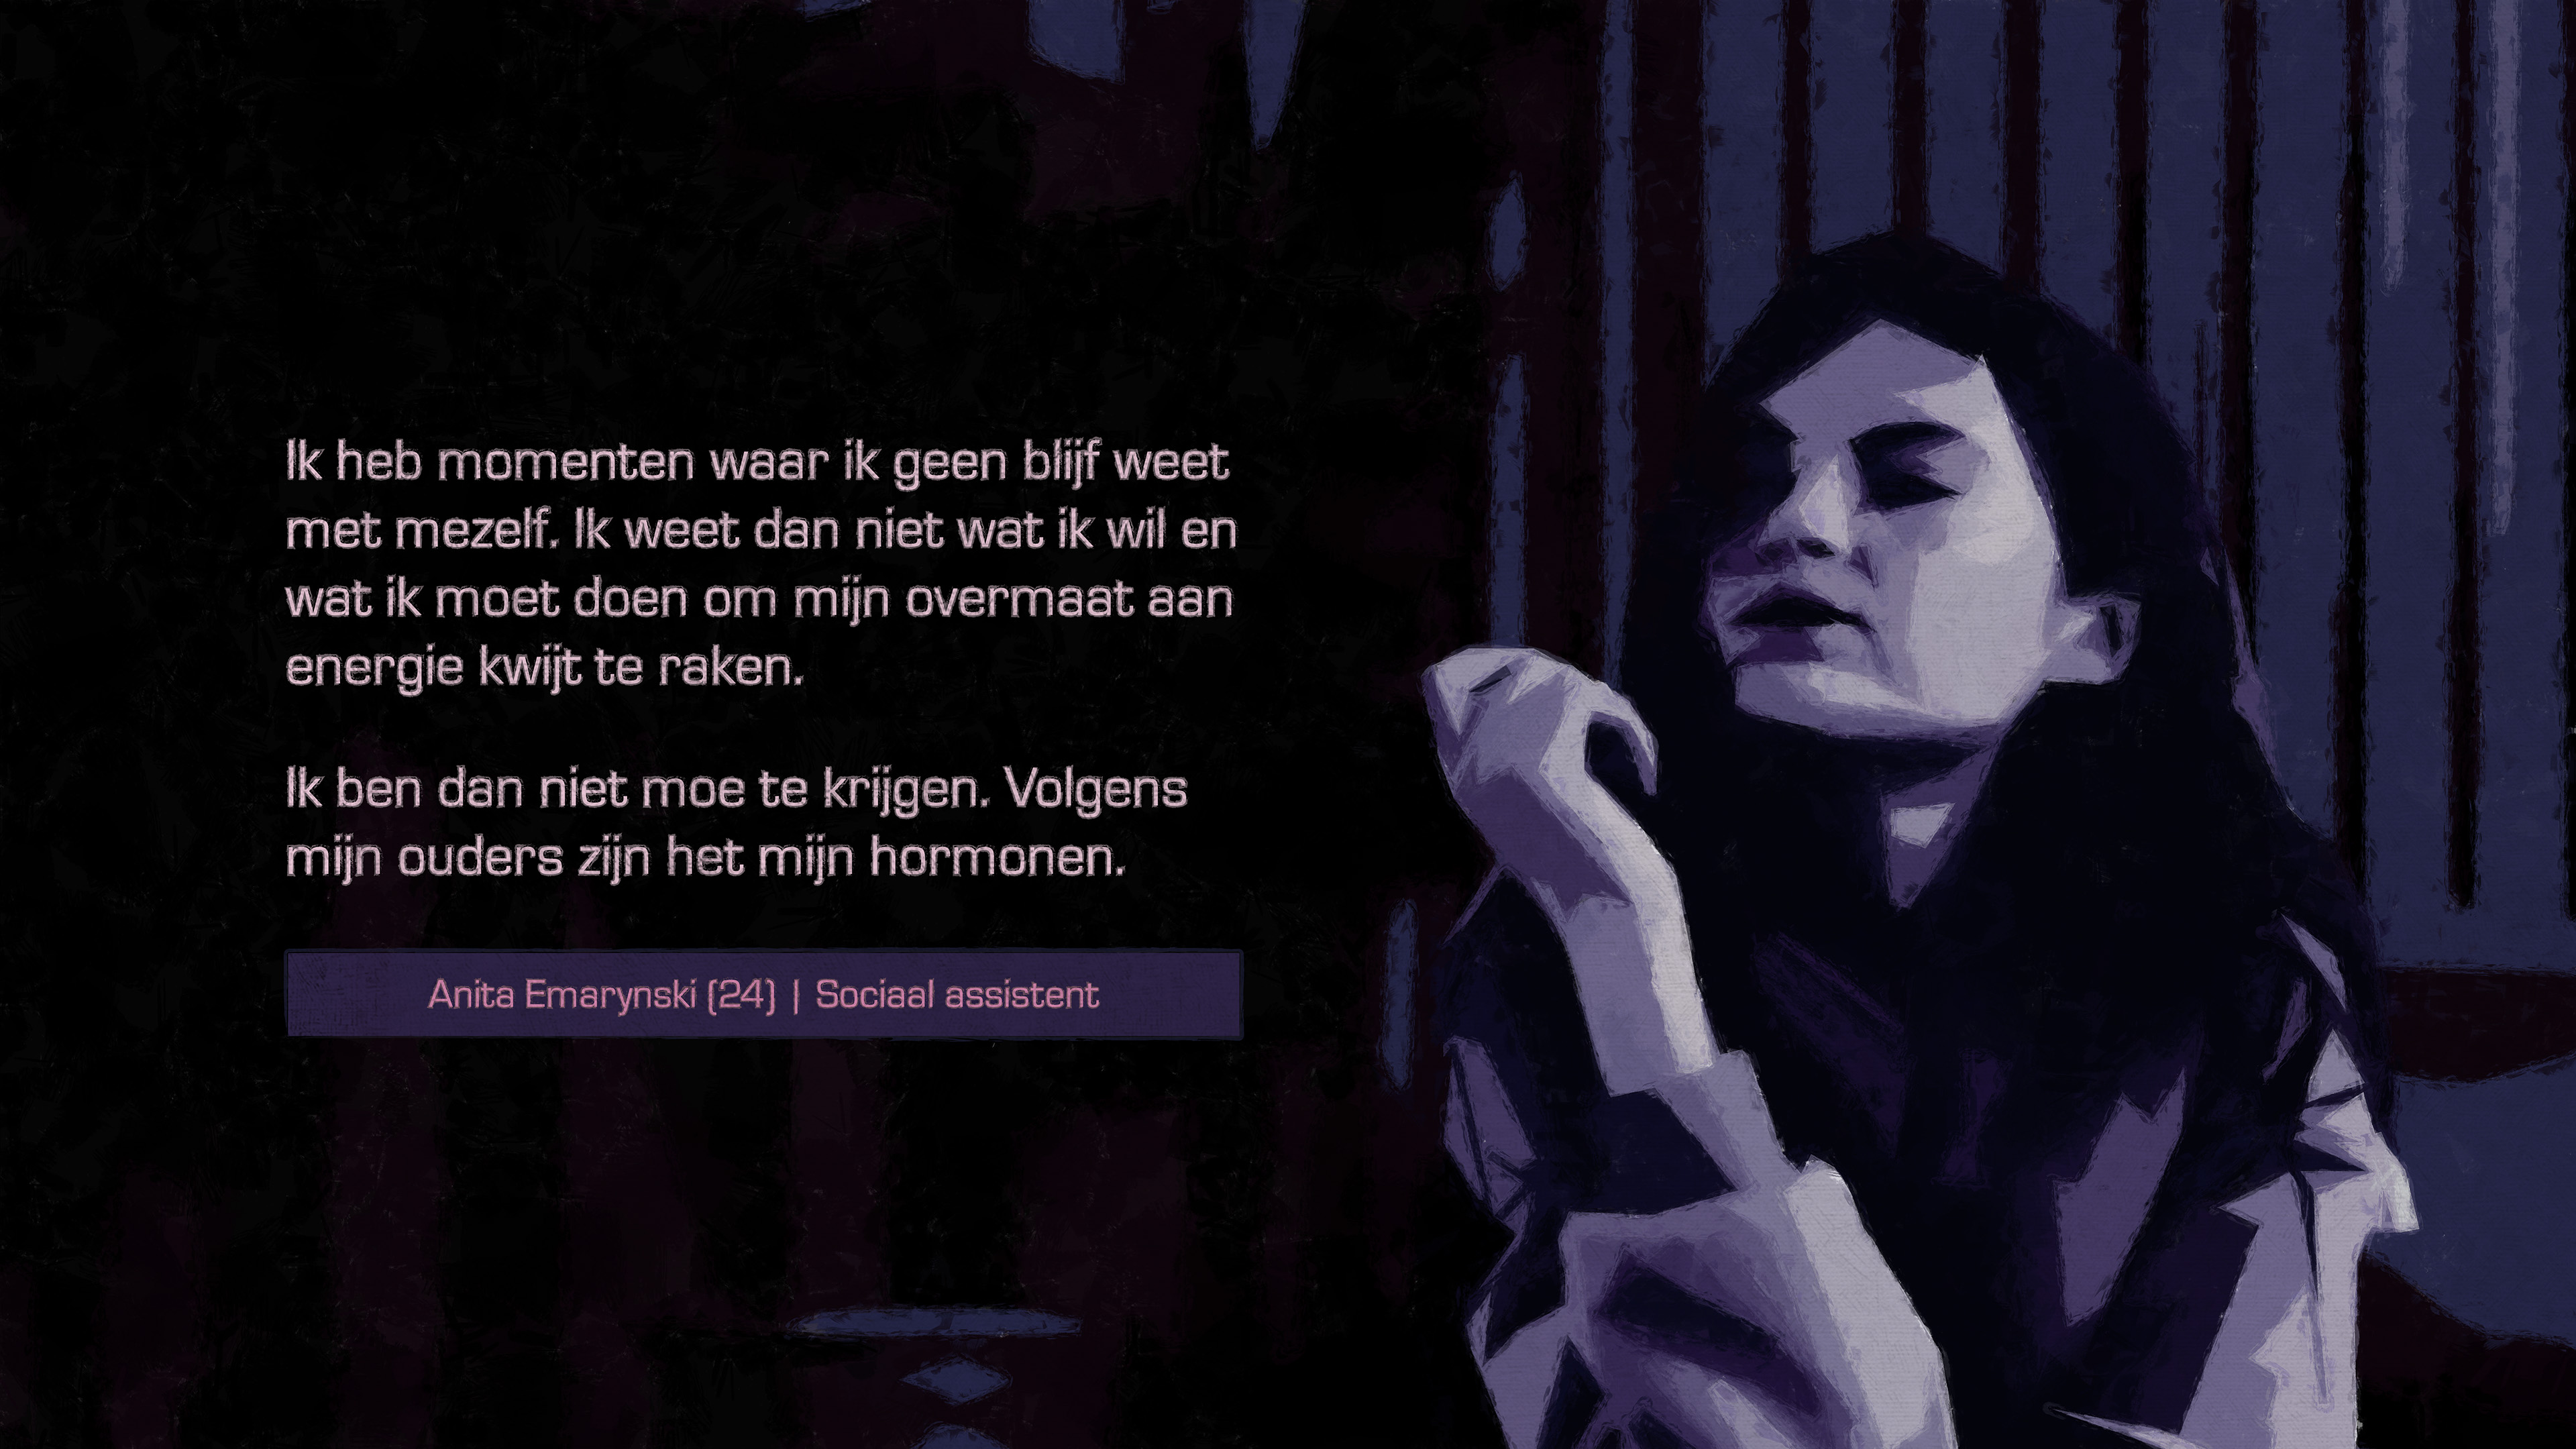 Ik heb momenten waar ik geen blijf weet
met mezelf. Ik weet dan niet wat ik wil en
wat ik moet doen om mijn overmaat aan
energie kwijt te raken.
Ik ben dan niet moe te krijgen. Volgens
mijn ouders zijn het mijn hormonen.
Anita Emarynski (24) | Sociaal assistent